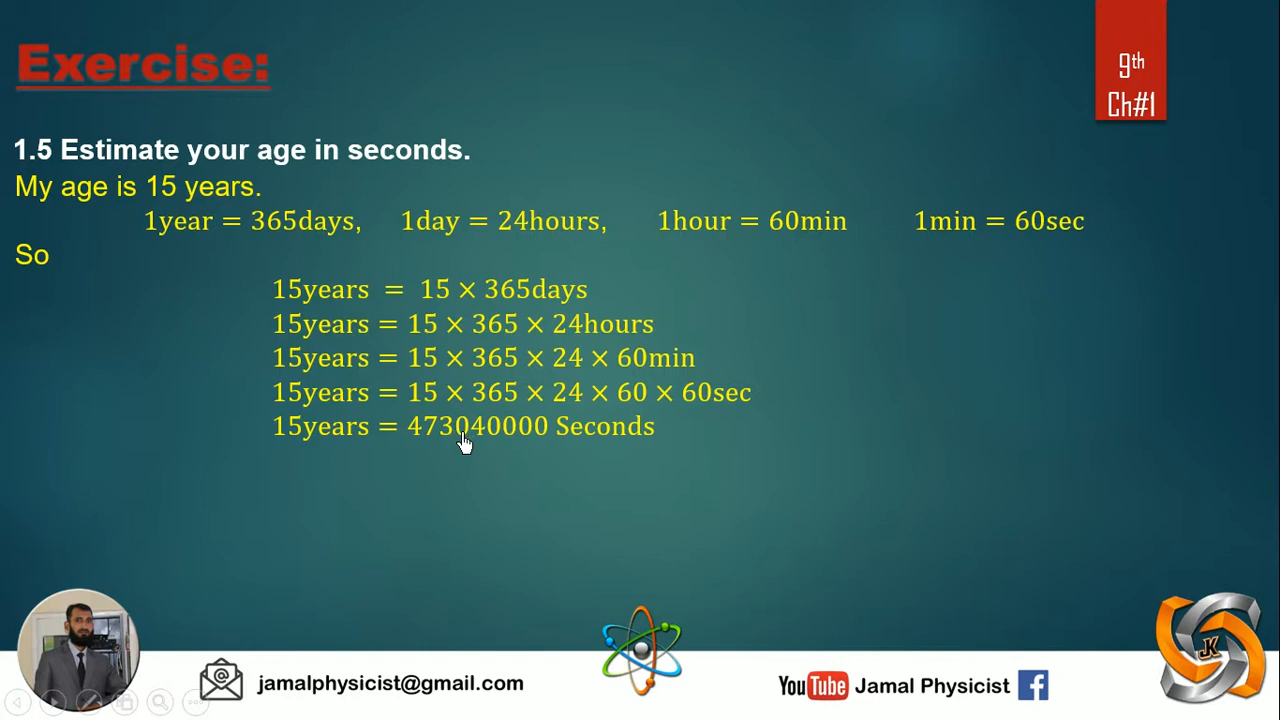 Exercise:
9th
Ch#1
1.5 Estimate your age in seconds.
My age is 15 years.
1year = 365days, 1day = 24hours, 1hour = 60min 1min = 60sec
So
15years = 15 × 365days
15years = 15 × 365 × 24hours
15years = 15 × 365 × 24 × 60min
15years = 15 × 365 × 24 × 60 × 60sec
15years = 473040000 Seconds
jamalphysicist@gmail.com
YouTube Jamal Physicist f
JK